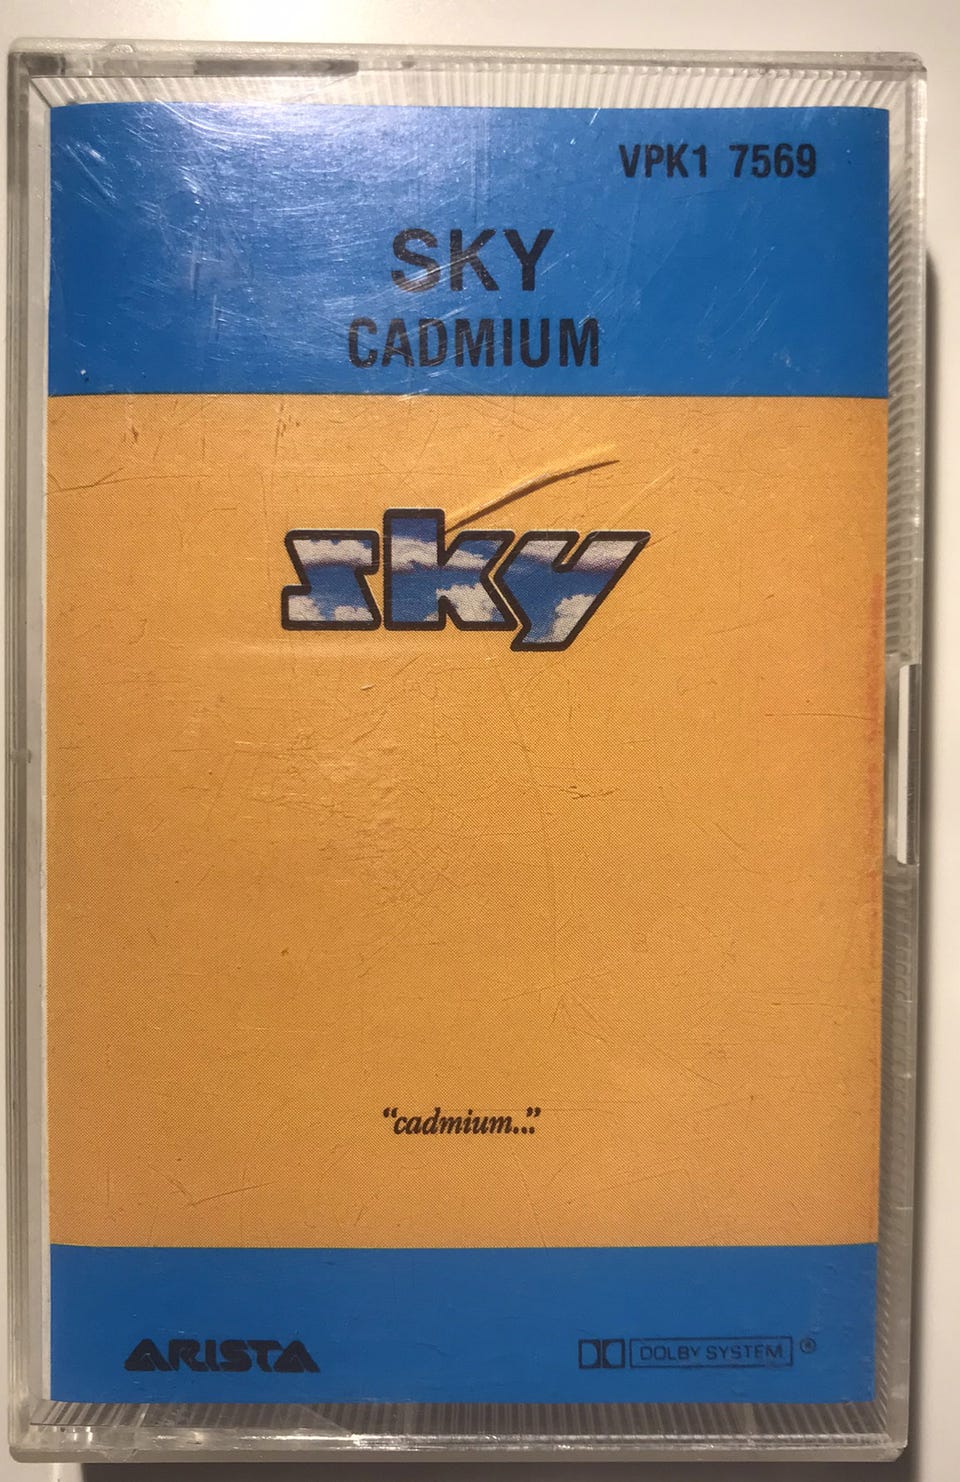 VPK1 7569
SKY
CADMIUM
sky
“cadmium...”
ARISTA
DOLBY SYSTEM ®